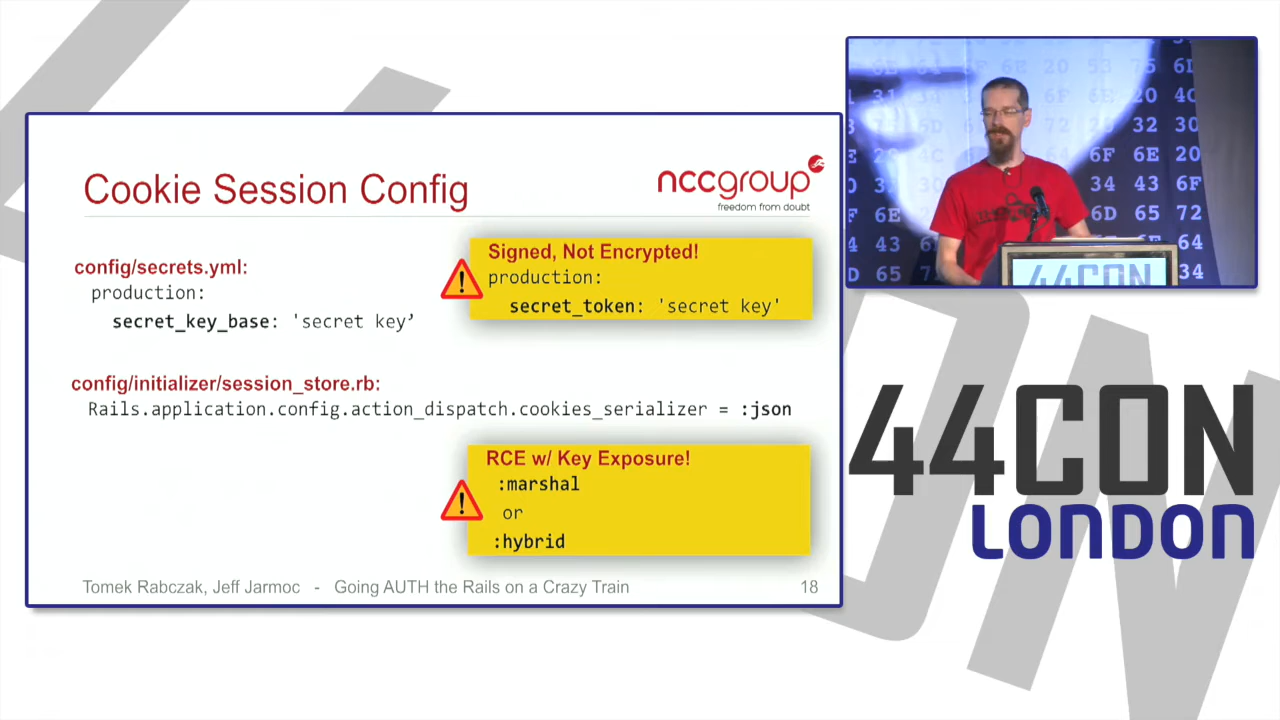 Cookie Session Config
nccgroup
freedom from doubt
config/secrets.yml:
production:
secret_key_base: 'secret key’
Signed, Not Encrypted!
production:
secret_token: 'secret key'
config/initializer/session_store.rb:
Rails.application.config.action_dispatch.cookies_serializer = :json
RCE w/ Key Exposure!
:marshal
or
:hybrid
Tomek Rabczak, Jeff Jarmoc - Going AUTH the Rails on a Crazy Train
18
44CON
44CON
LONDON